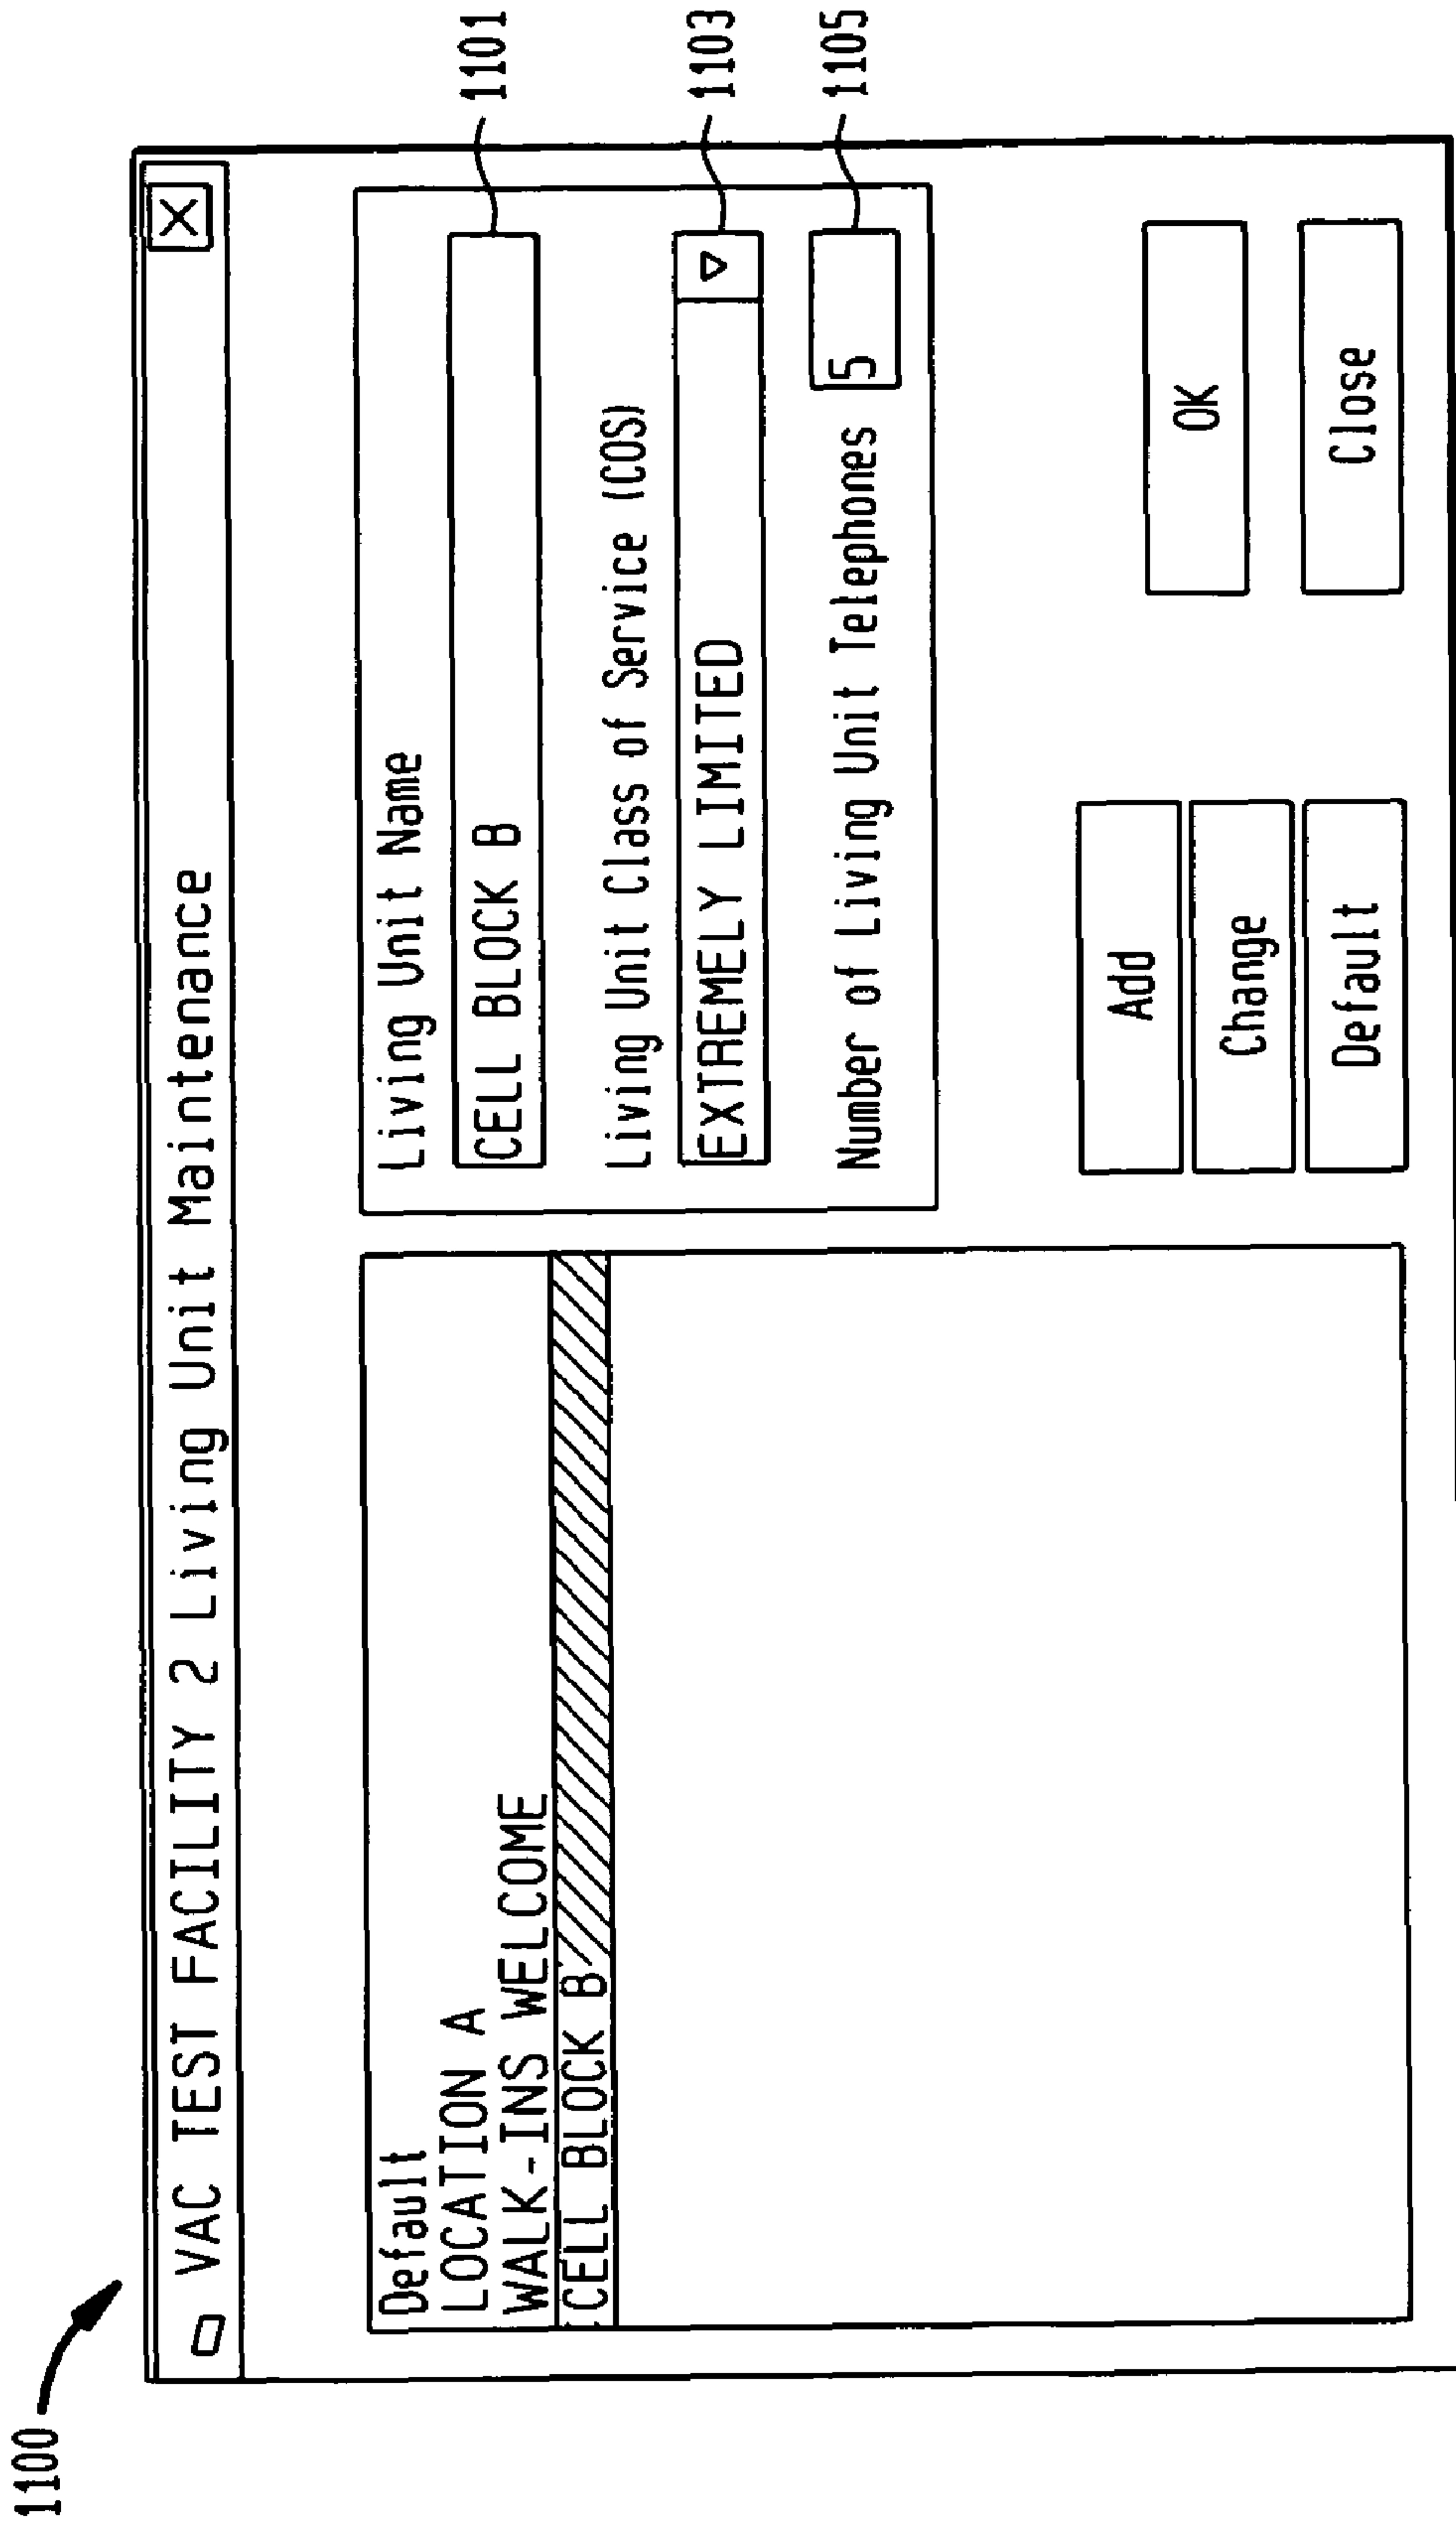 1100
VAC TEST FACILITY 2 Living Unit Maintenance
X
Default
LOCATION A
WALK-INS WELCOME
CELL BLOCK B
Living Unit Name
CELL BLOCK B
1101
Living Unit Class of Service (COS)
EXTREMELY LIMITED
1103
Number of Living Unit Telephones 5
1105
Add
Change
Default
OK
Close